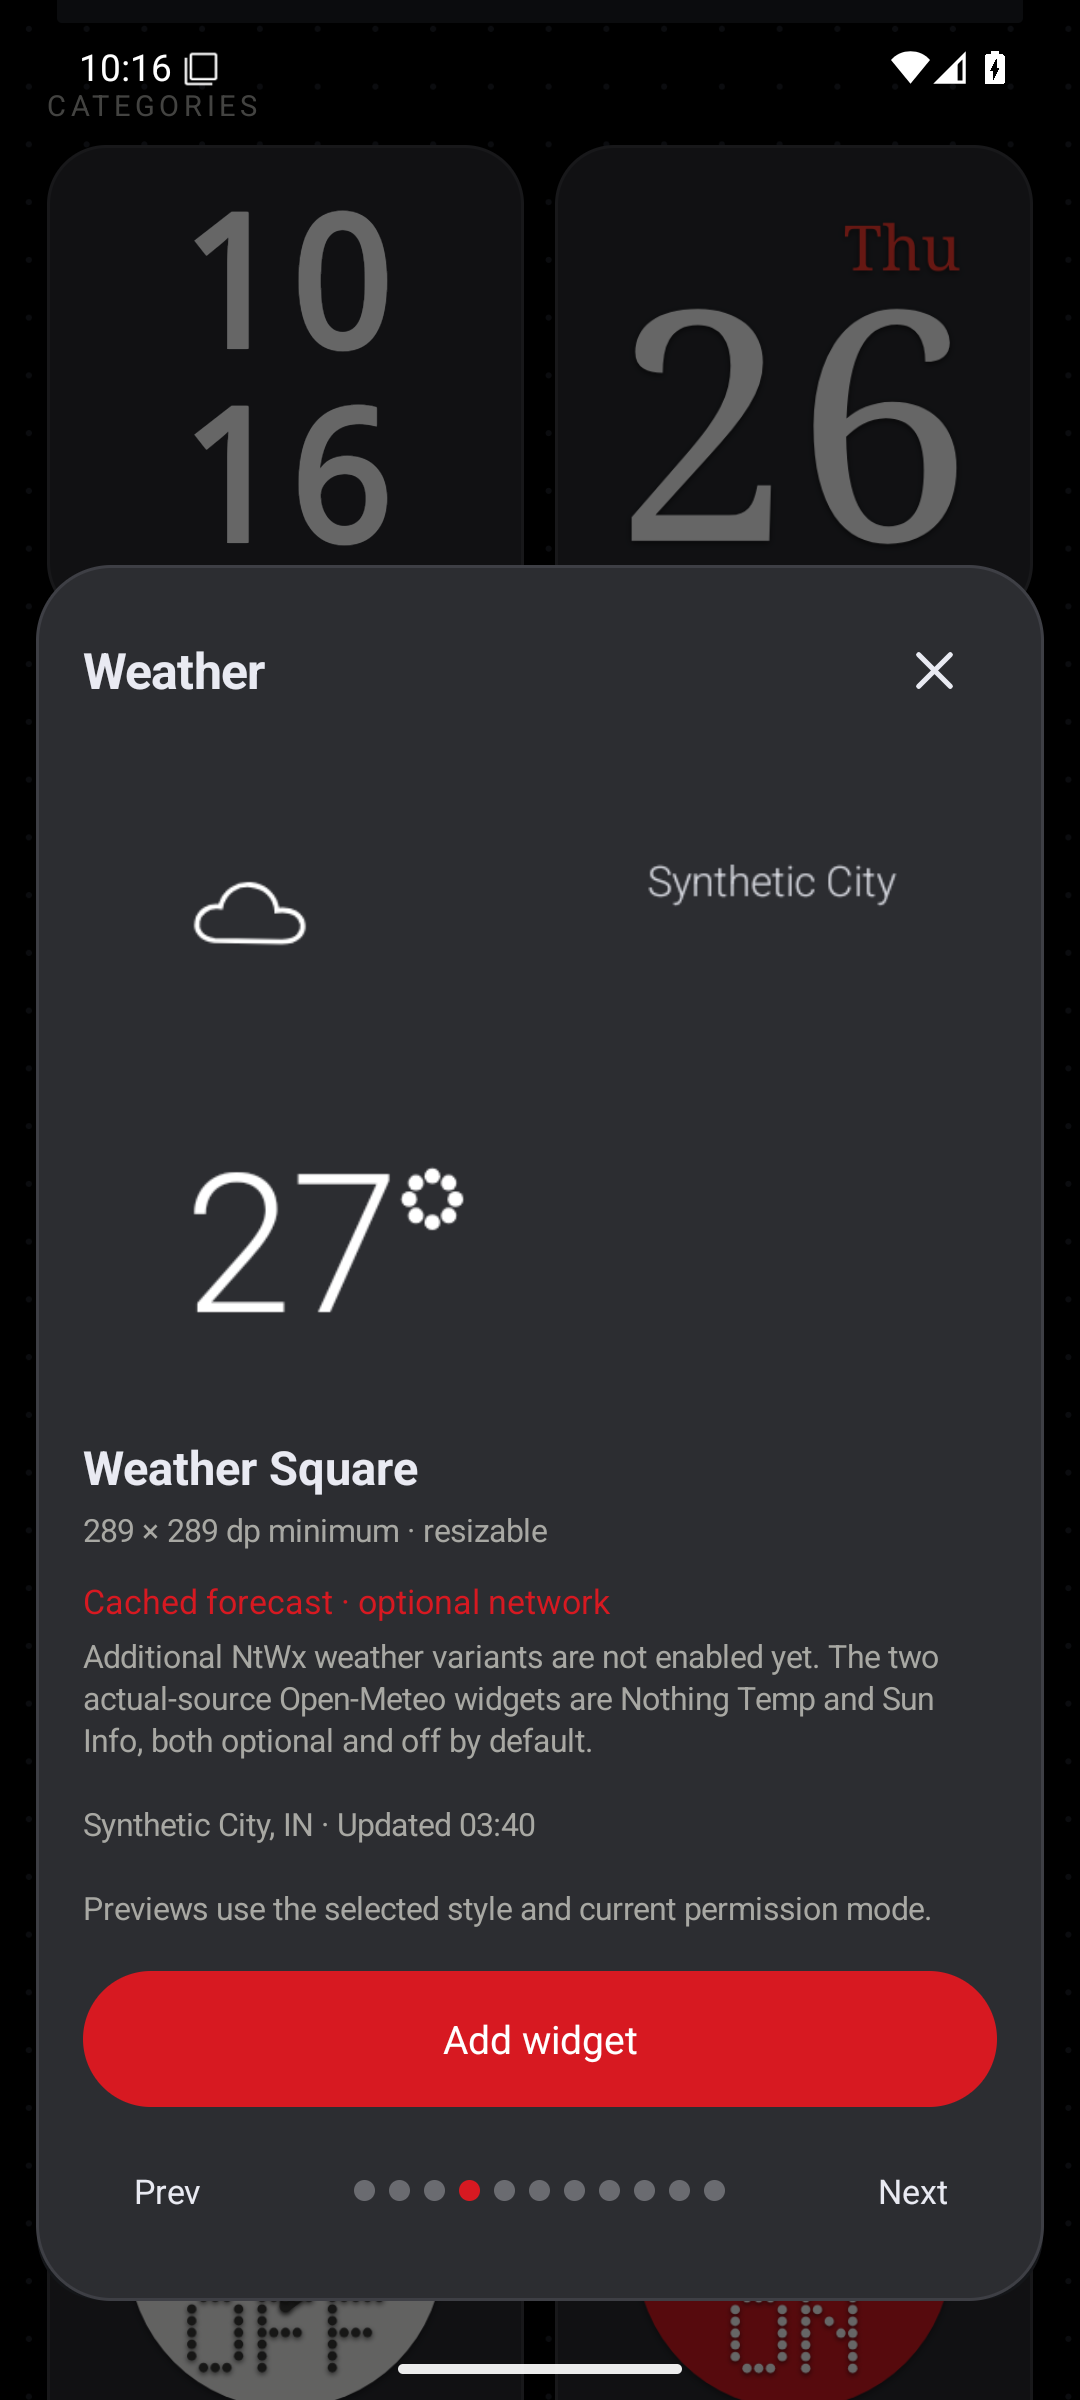 10:16
CATEGORIES
10
16
Thu
26
Weather
Synthetic City
27°
Weather Square
289 × 289 dp minimum · resizable
Cached forecast · optional network
Additional NtWx weather variants are not enabled yet. The two
actual-source Open-Meteo widgets are Nothing Temp and Sun
Info, both optional and off by default.
Synthetic City, IN · Updated 03:40
Previews use the selected style and current permission mode.
Add widget
Prev
Next
OFF
ON